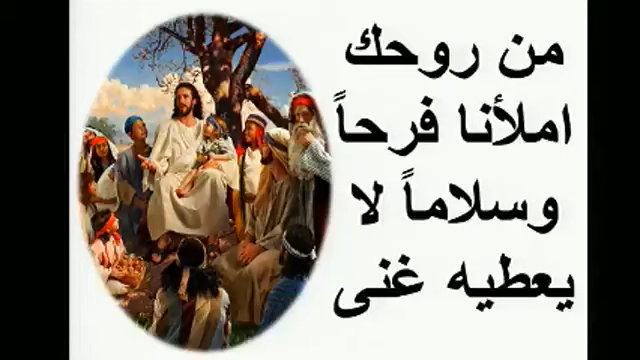 من روحك
املأنا فرحاً
وسلاماً لا
يعطيه غنى